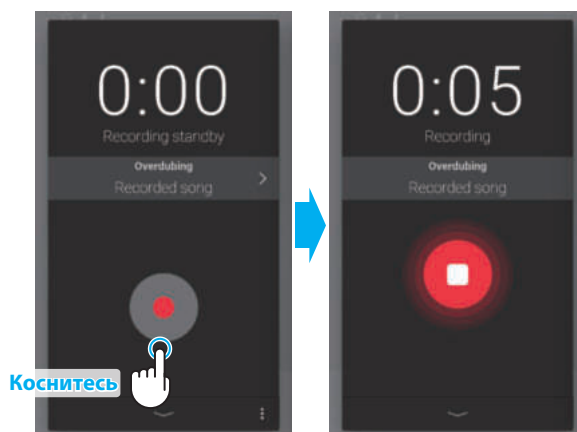 0:00
Recording standby
Overdubing
Recorded song
Коснитесь
0:05
Recording
Overdubing
Recorded song